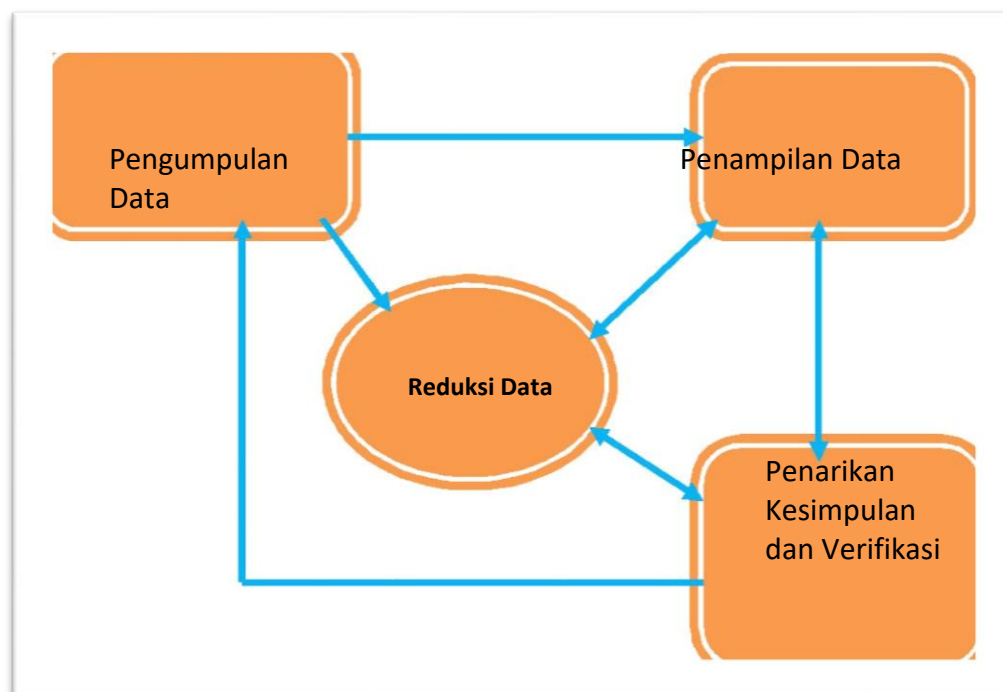 Pengumpulan
Data
Penampilan Data
Reduksi Data
Penarikan
Kesimpulan
dan Verifikasi